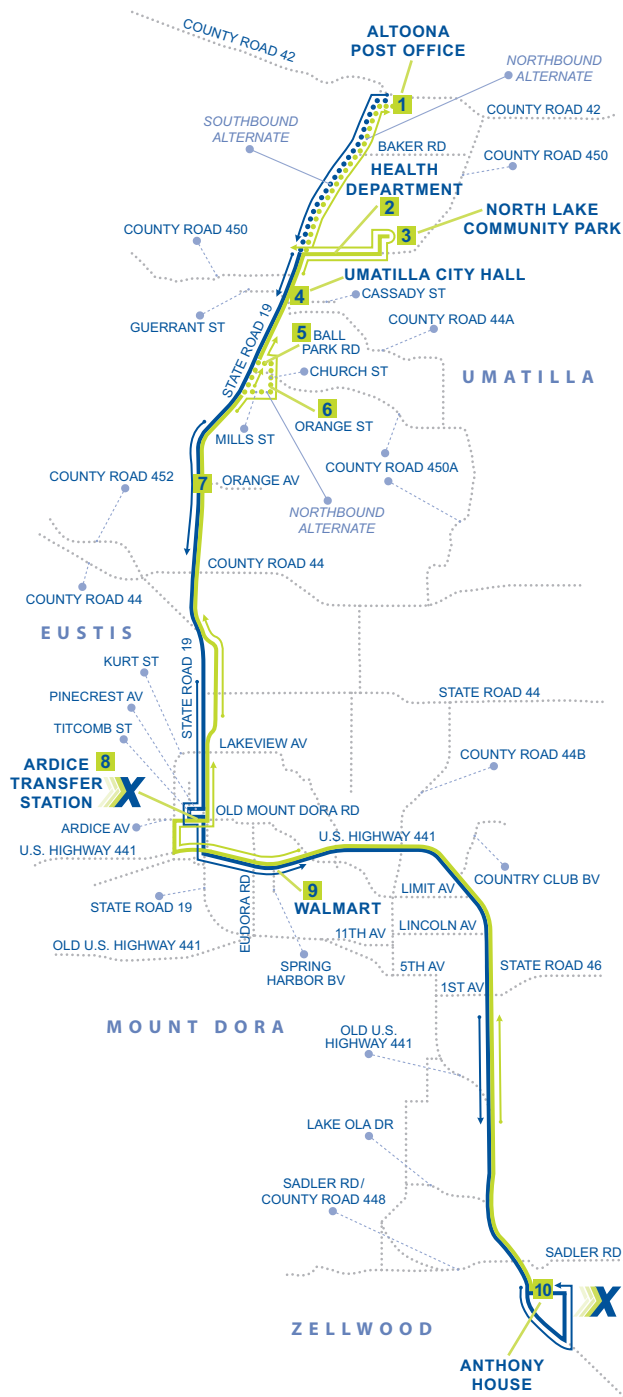 COUNTY ROAD 42
ALTOONA
POST OFFICE
NORTHBOUND
ALTERNATE
1
COUNTY ROAD 42
SOUTHBOUND
ALTERNATE
BAKER RD
COUNTY ROAD 450
HEALTH
DEPARTMENT
2
3
NORTH LAKE
COMMUNITY PARK
COUNTY ROAD 450
UMATILLA CITY HALL
4
CASSADY ST
GUERRANT ST
STATE ROAD 19
COUNTY ROAD 44A
5
BALL
PARK RD
CHURCH ST
UMATILLA
6
ORANGE ST
MILLS ST
COUNTY ROAD 450A
COUNTY ROAD 452
7
ORANGE AV
NORTHBOUND
ALTERNATE
COUNTY ROAD 44
COUNTY ROAD 44
EUSTIS
KURT ST
STATE ROAD 19
PINECREST AV
STATE ROAD 44
TITCOMB ST
LAKEVIEW AV
COUNTY ROAD 44B
ARDICE
TRANSFER
STATION
8
X
OLD MOUNT DORA RD
ARDICE AV
U.S. HIGHWAY 441
U.S. HIGHWAY 441
COUNTRY CLUB BV
9
WALMART
LIMIT AV
STATE ROAD 19
EUDORA RD
LINCOLN AV
11TH AV
OLD U.S. HIGHWAY 441
SPRING
HARBOR BV
5TH AV
STATE ROAD 46
1ST AV
MOUNT DORA
OLD U.S.
HIGHWAY 441
LAKE OLA DR
SADLER RD/
COUNTY ROAD 448
SADLER RD
10
X
ZELLWOOD
ANTHONY
HOUSE